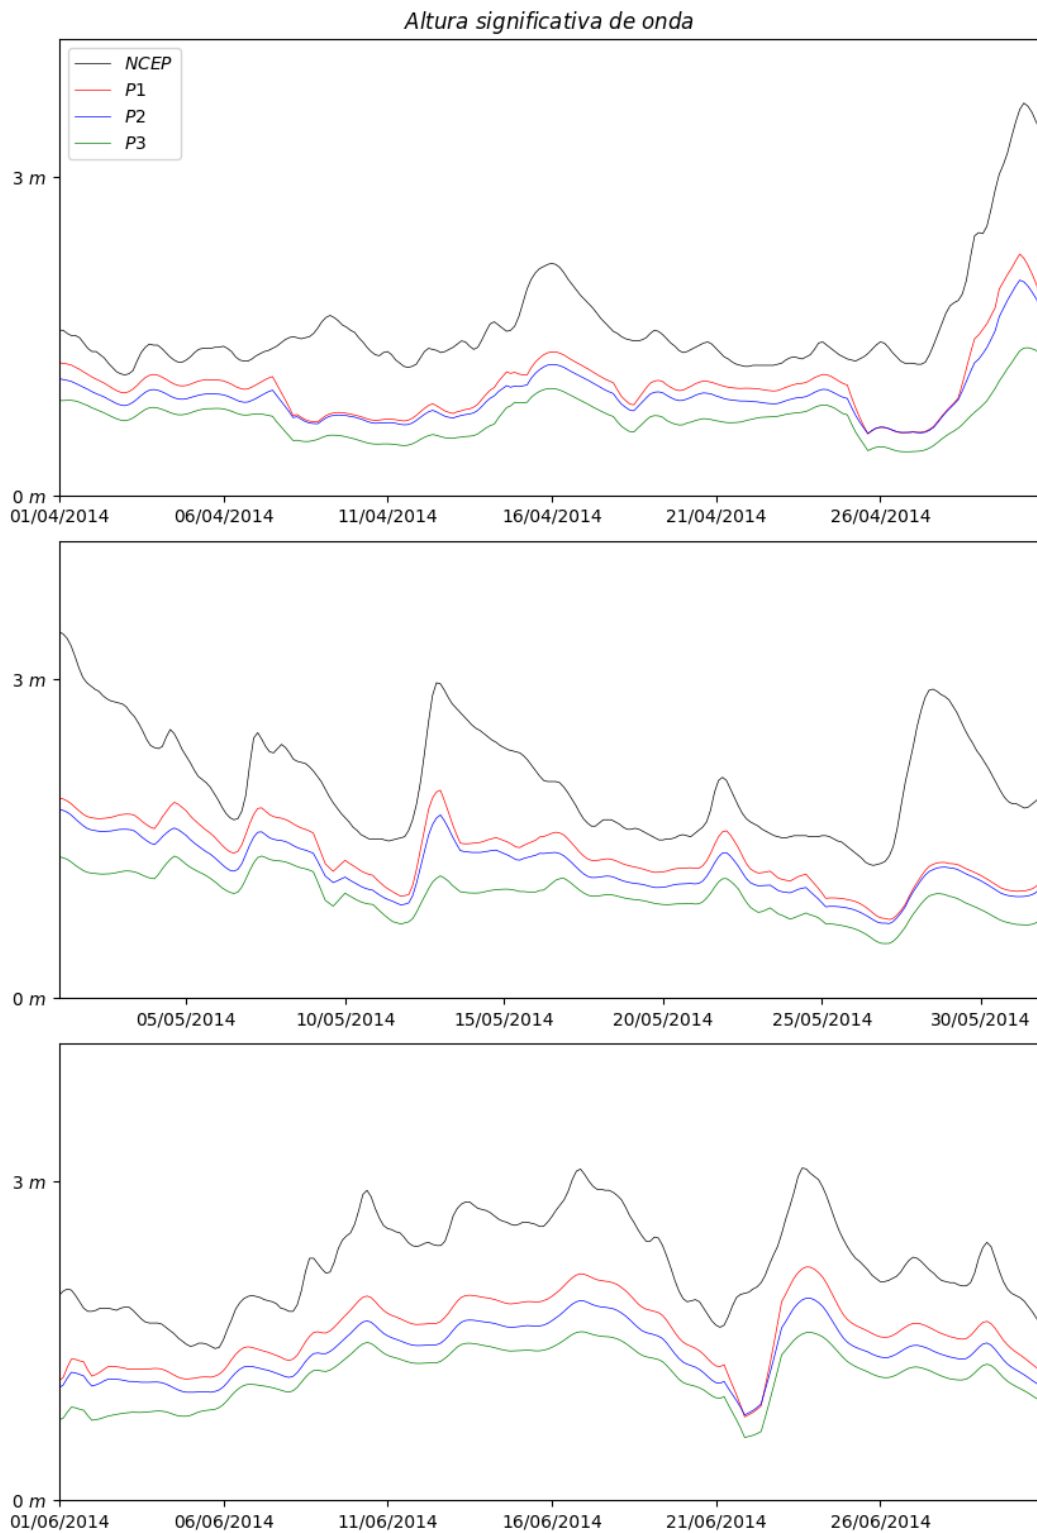 Altura significativa de onda
NCEP
P1
P2
P3
3 m
0 m
01/04/2014 06/04/2014 11/04/2014 16/04/2014 21/04/2014 26/04/2014
3 m
0 m
05/05/2014 10/05/2014 15/05/2014 20/05/2014 25/05/2014 30/05/2014
3 m
0 m
01/06/2014 06/06/2014 11/06/2014 16/06/2014 21/06/2014 26/06/2014